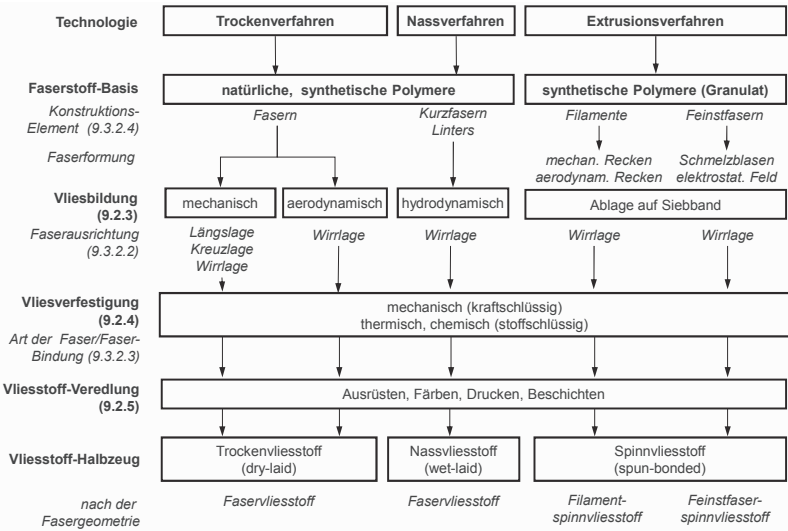 Technologie
Trockenverfahren
Nassverfahren
Extrusionsverfahren
Faserstoff-Basis
natürliche, synthetische Polymere
synthetische Polymere (Granulat)
Konstruktions-
Element (9.3.2.4)
Fasern
Kurzfasern
Linters
Filamente
Feinstfasern
Faserformung
mechan. Recken
aerodynam. Recken
Schmelzblasen
elektrostat. Feld
Vliesbildung
(9.2.3)
mechanisch
aerodynamisch
hydrodynamisch
Ablage auf Siebband
Faserausrichtung
(9.3.2.2)
Längslage
Kreuzlage
Wirrlage
Wirrlage
Wirrlage
Wirrlage
Wirrlage
Vliesverfestigung
(9.2.4)
mechanisch (kraftschlüssig)
thermisch, chemisch (stoffschlüssig)
Art der Faser/Faser-
Bindung (9.3.2.3)
Vliesstoff-Veredlung
(9.2.5)
Ausrüsten, Färben, Drucken, Beschichten
Vliesstoff-Halbzeug
Trockenvliesstoff
(dry-laid)
Nassvliesstoff
(wet-laid)
Spinnvliesstoff
(spun-bonded)
nach der
Fasergeometrie
Faservliesstoff
Faservliesstoff
Filament-
spinnvliesstoff
Feinstfaser-
spinnvliesstoff